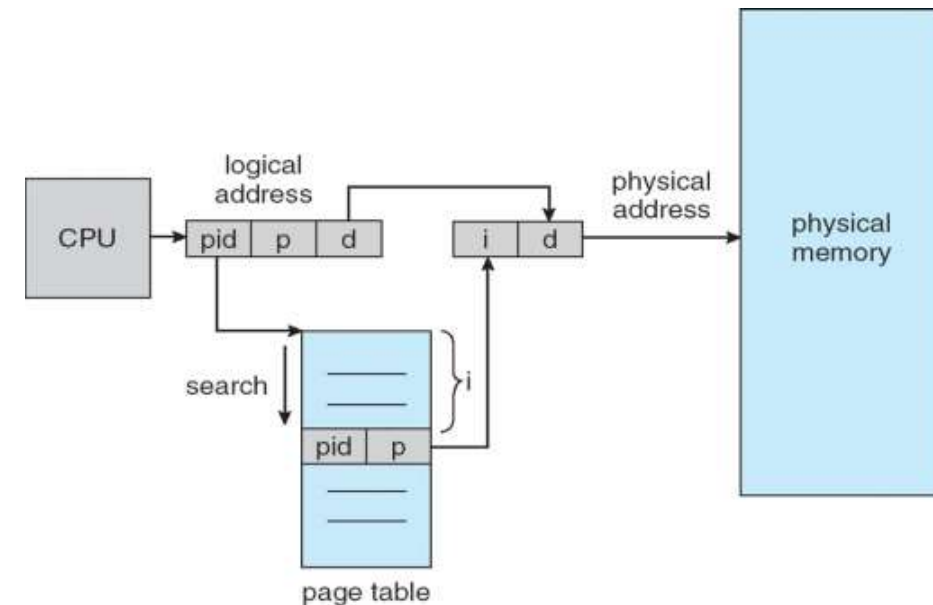 logical
address
physical
address
CPU
pid p d
i d
physical
memory
search
i
pid p
page table